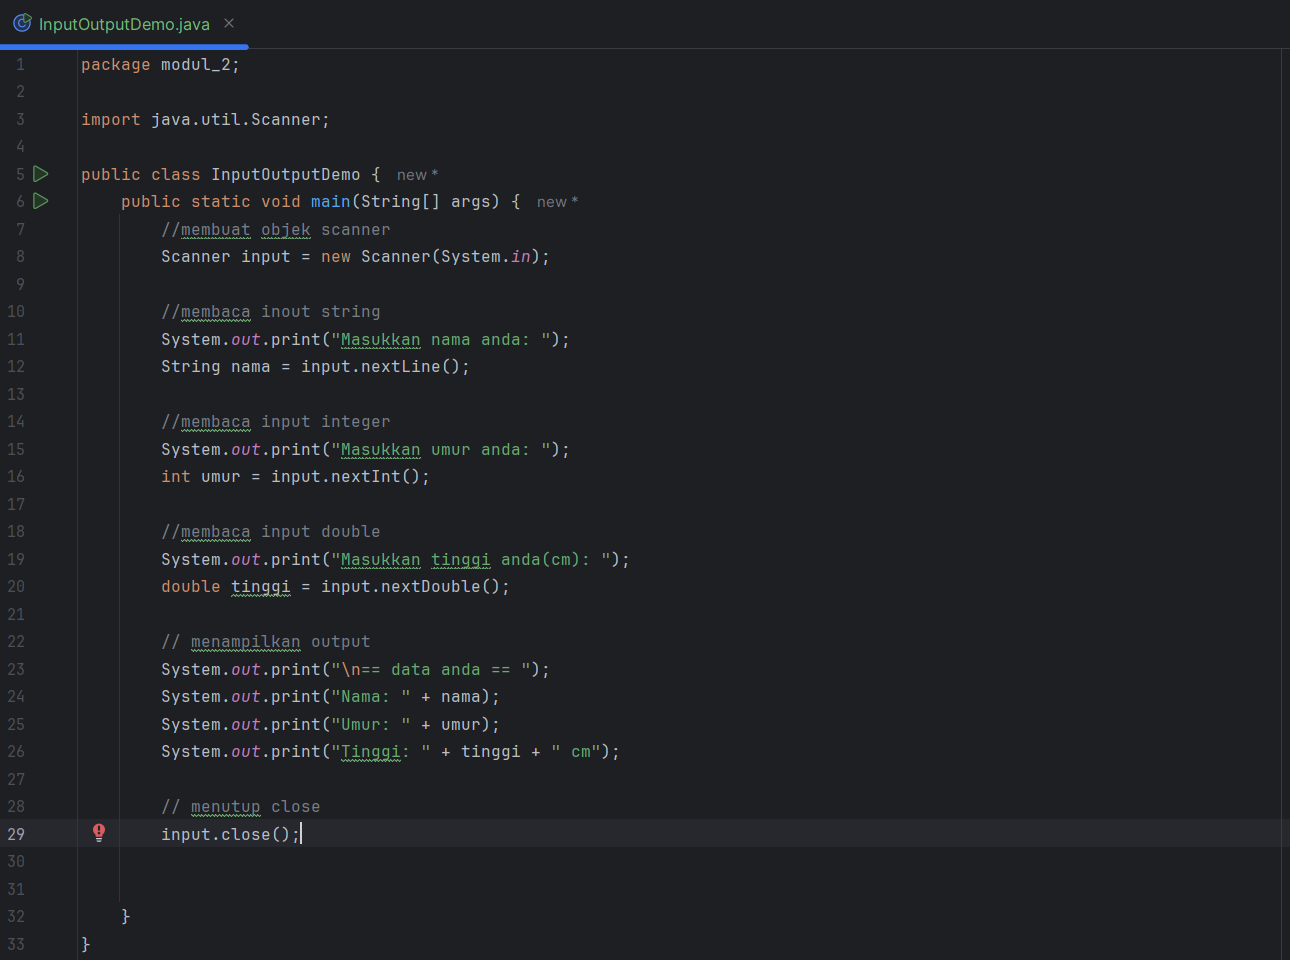 InputOutputDemo.java
1 package modul_2;
2
3 import java.util.Scanner;
4
5 public class InputOutputDemo { new *
6 public static void main(String[] args) { new *
7 //membuat objek scanner
8 Scanner input = new Scanner(System.in);
9
10 //membaca inout string
11 System.out.print("Masukkan nama anda: ");
12 String nama = input.nextLine();
13
14 //membaca input integer
15 System.out.print("Masukkan umur anda: ");
16 int umur = input.nextInt();
17
18 //membaca input double
19 System.out.print("Masukkan tinggi anda(cm): ");
20 double tinggi = input.nextDouble();
21
22 // menampilkan output
23 System.out.print("\n== data anda == ");
24 System.out.print("Nama: " + nama);
25 System.out.print("Umur: " + umur);
26 System.out.print("Tinggi: " + tinggi + " cm");
27
28 // menutup close
29 input.close();
30
31
32 }
33 }